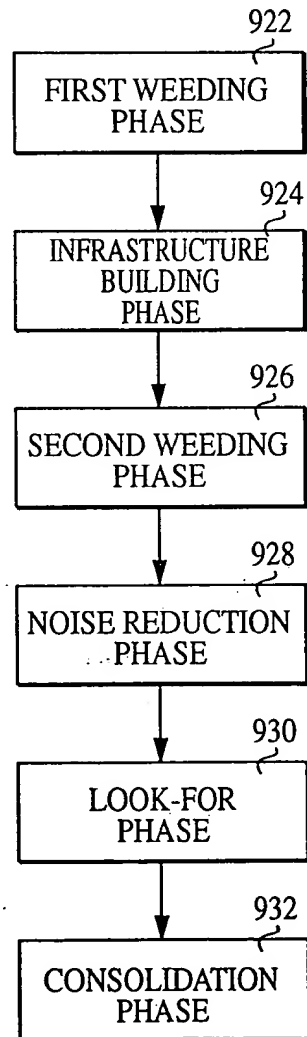 922
FIRST WEEDING
PHASE
924
INFRASTRUCTURE
BUILDING
PHASE
926
SECOND WEEDING
PHASE
928
NOISE REDUCTION
PHASE
930
LOOK-FOR
PHASE
932
CONSOLIDATION
PHASE